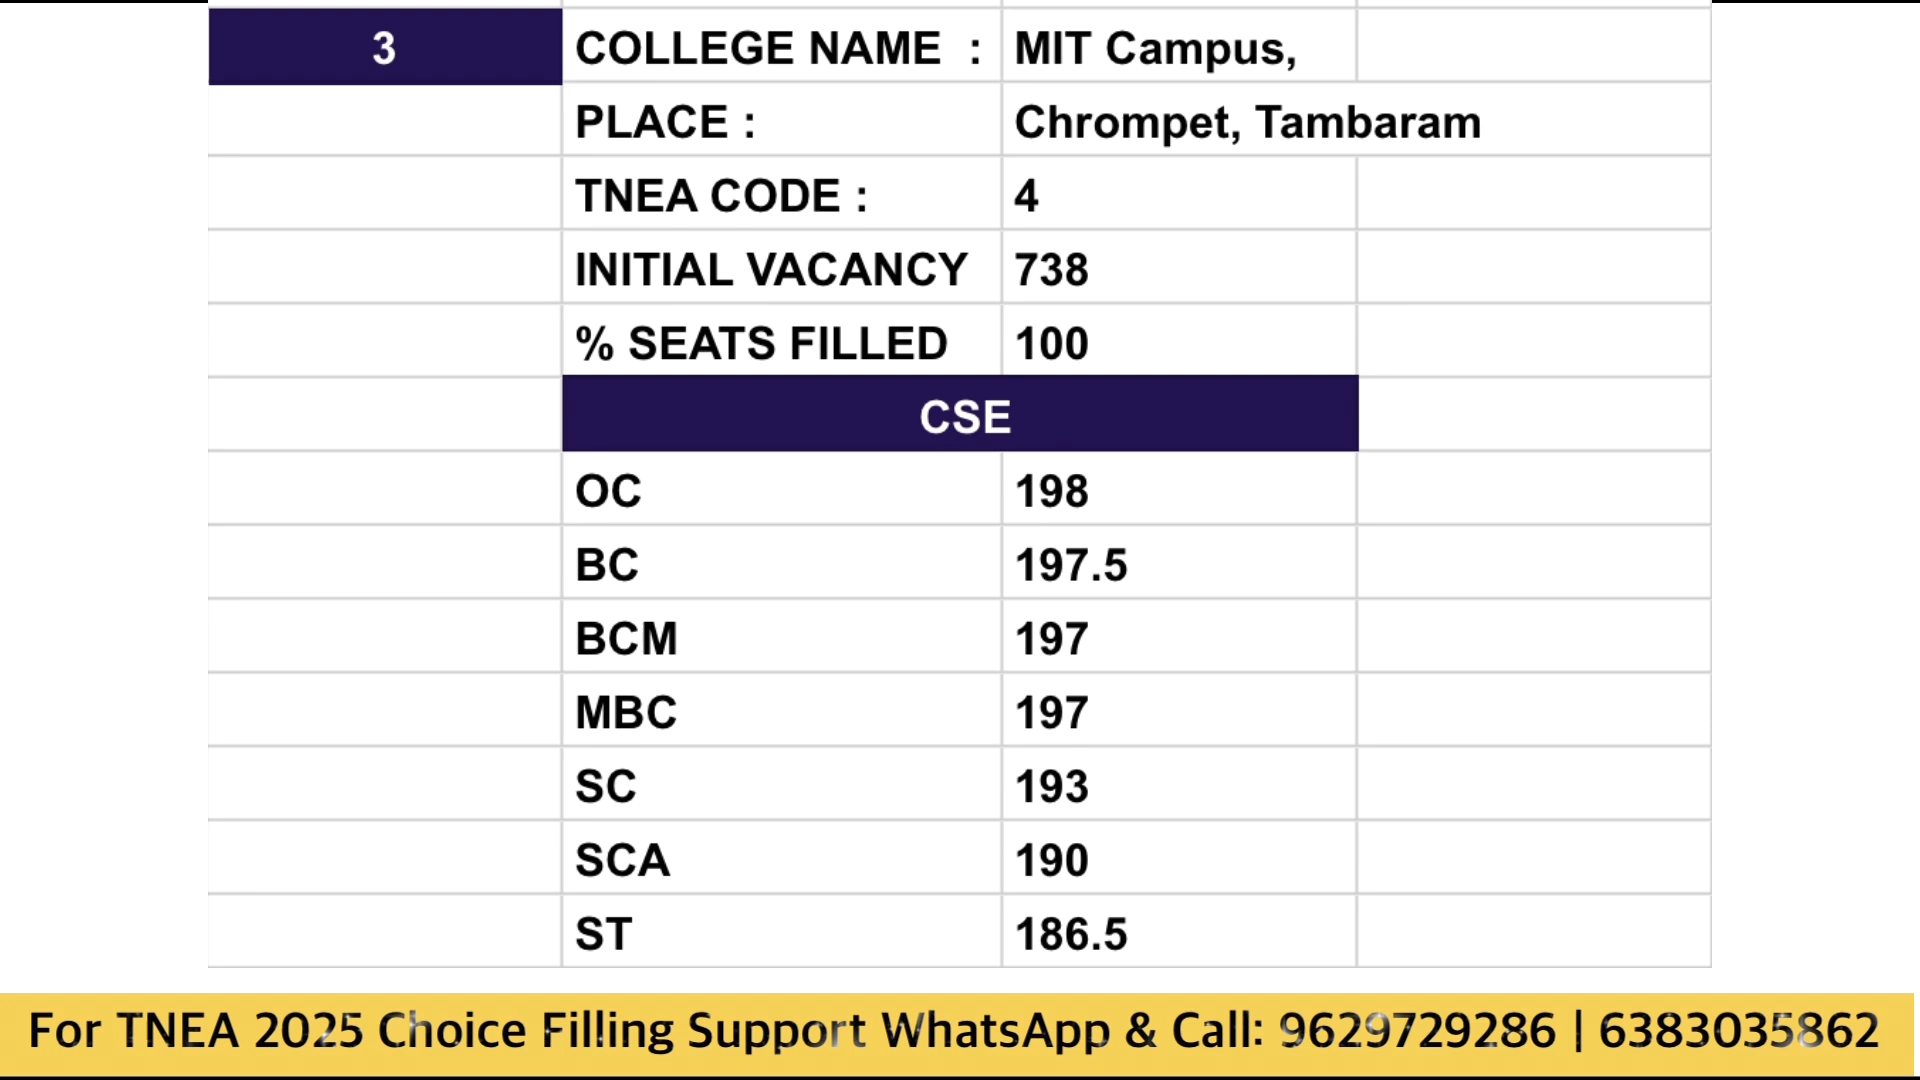 3 COLLEGE NAME : MIT Campus,
PLACE : Chrompet, Tambaram
TNEA CODE : 4
INITIAL VACANCY 738
% SEATS FILLED 100
CSE
OC 198
BC 197.5
BCM 197
MBC 197
SC 193
SCA 190
ST 186.5
For TNEA 2025 Choice Filling Support WhatsApp & Call: 9629729286 | 6383035862